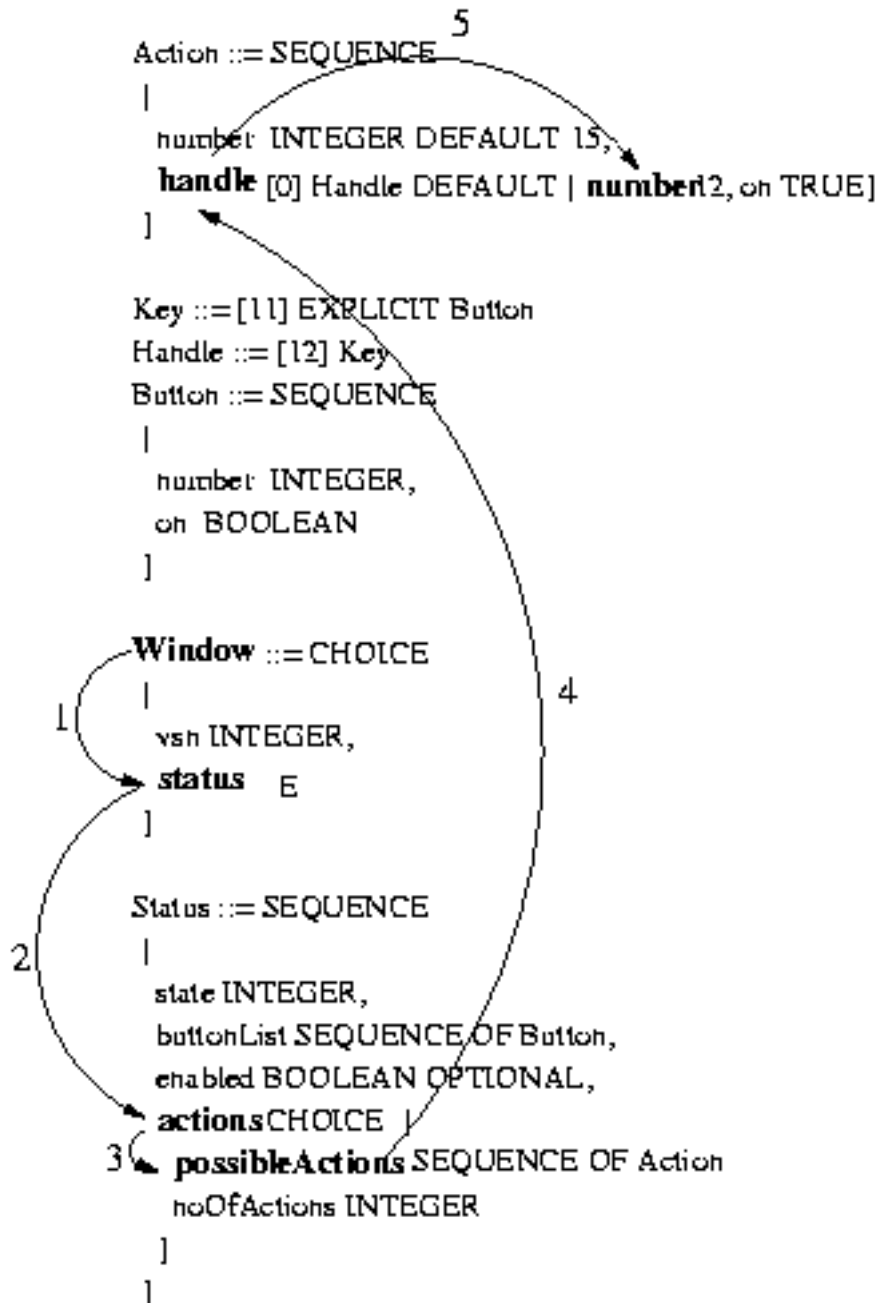 5
Action ::= SEQUENCE
|
number INTEGER DEFAULT 15,
handle [0] Handle DEFAULT | number12, on TRUE]
]
Key ::= [11] EXPLICIT Button
Handle ::= [12] Key
Button ::= SEQUENCE
|
number INTEGER,
on BOOLEAN
]
Window ::= CHOICE
4
|
1
vsn INTEGER,
status E
]
Status ::= SEQUENCE
2
|
state INTEGER,
buttonList SEQUENCE OF Button,
enabled BOOLEAN OPTIONAL,
actions CHOICE |
3 possibleActions SEQUENCE OF Action
noOfActions INTEGER
]
]